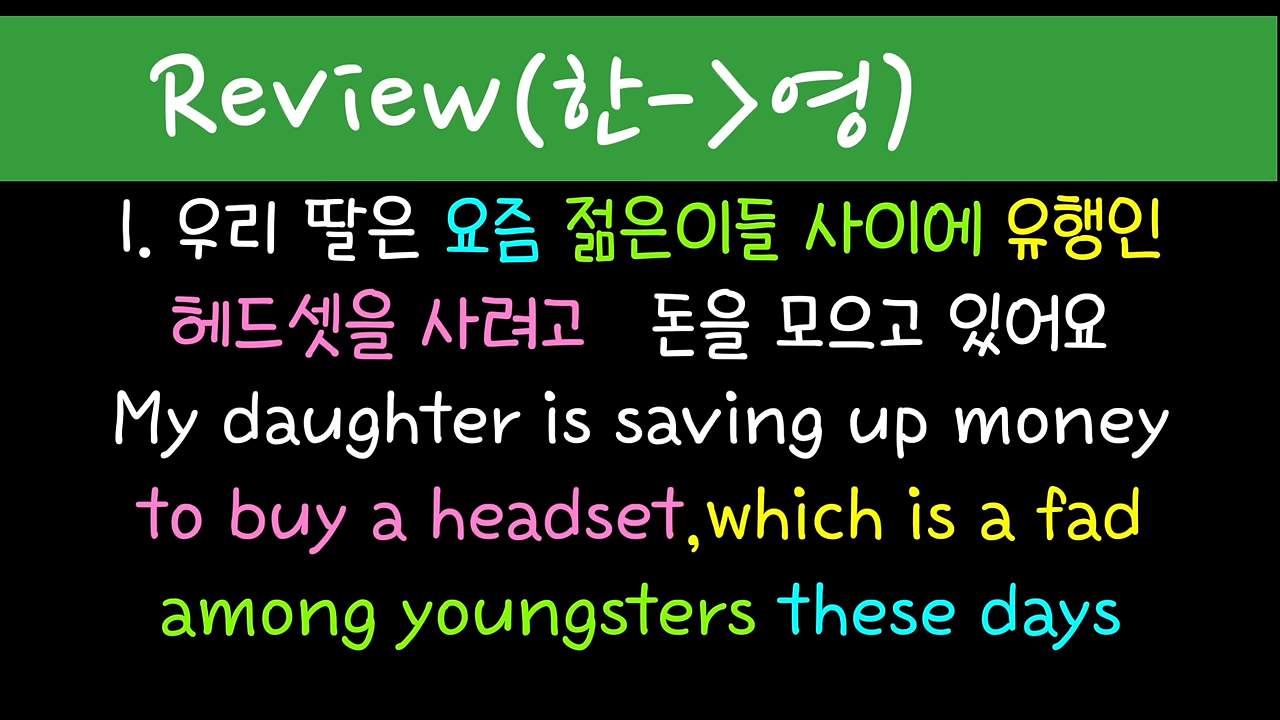 Review(한->영)
1. 우리 딸은 요즘 젊은이들 사이에 유행인
헤드셋을 사려고 돈을 모으고 있어요
My daughter is saving up money
to buy a headset,which is a fad
among youngsters these days